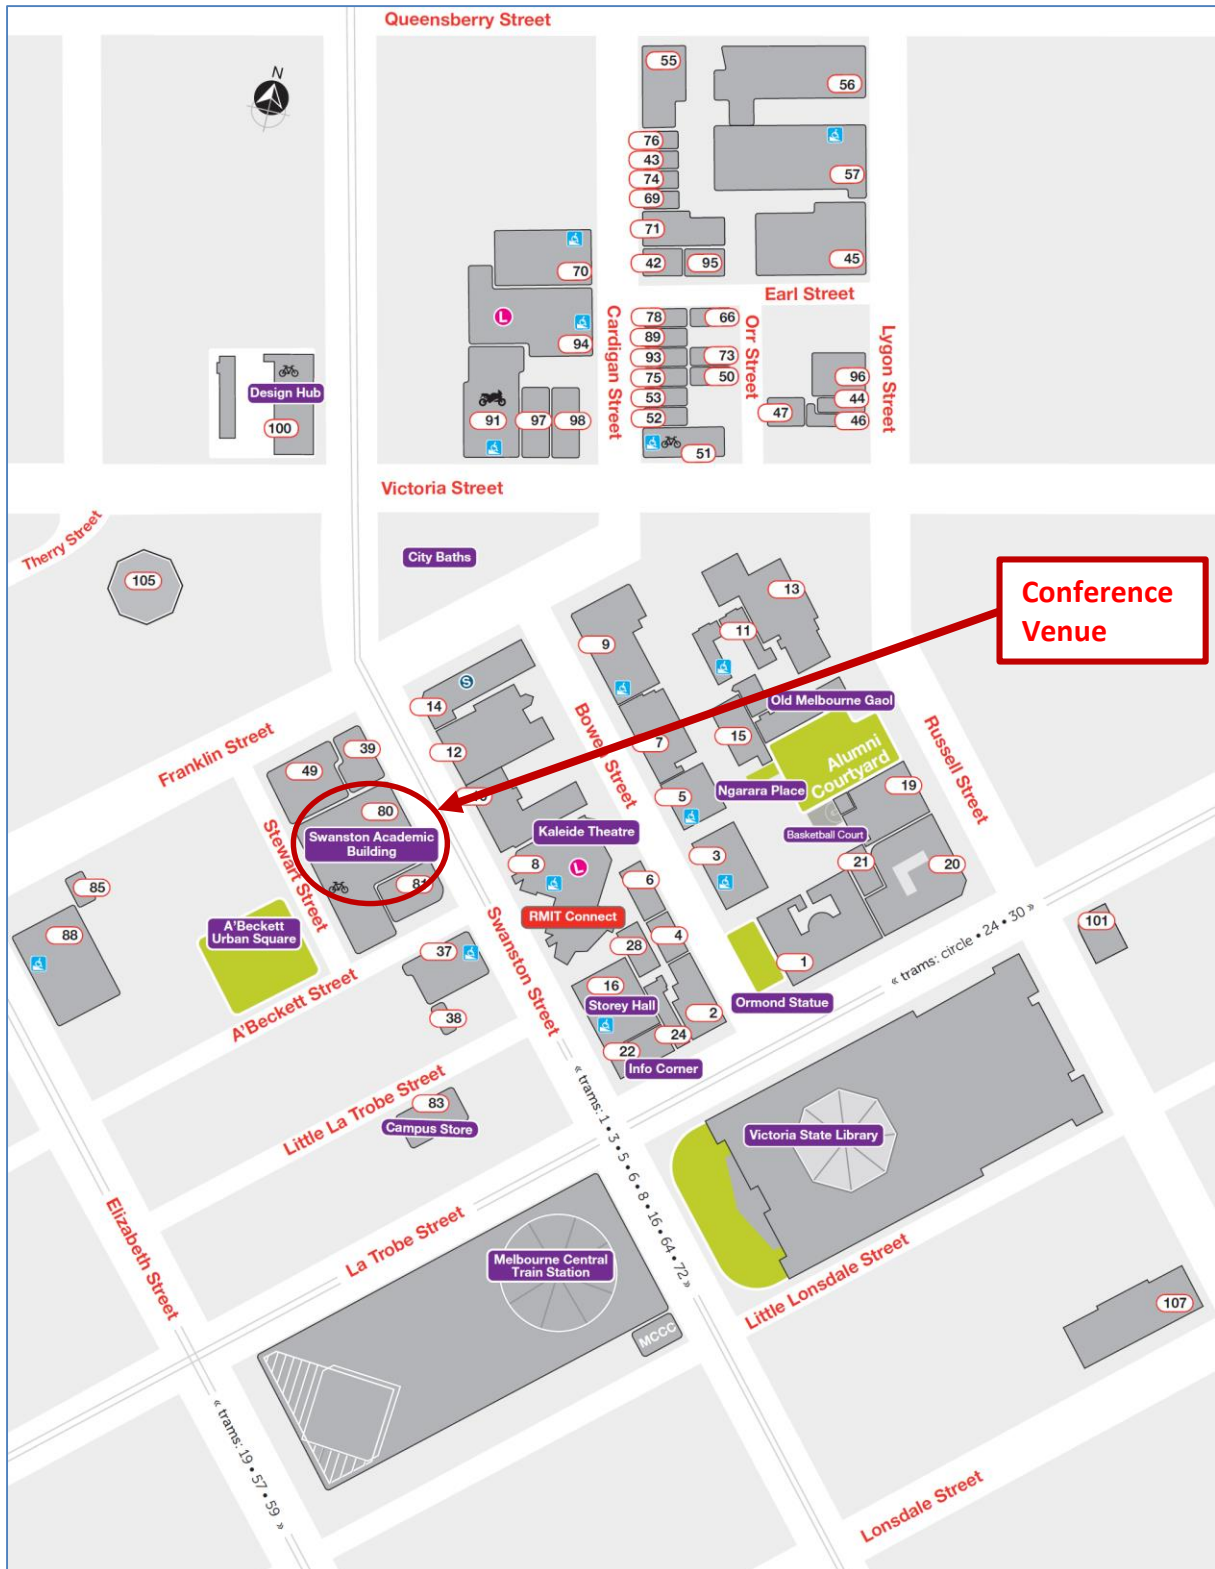 Queensberry Street
N
55
56
76
43
57
74
69
71
42
95
45
70
Earl Street
Cardigan Street
78
66
Orr Street
Lygon Street
L
89
94
93
73
96
75
50
Design Hub
53
44
47
46
91
97
98
52
100
51
Victoria Street
Therry Street
City Baths
105
13
Conference
Venue
11
9
S
Old Melbourne Gaol
14
Bowen Street
39
12
7
15
Alumni
Courtyard
Russell Street
Franklin Street
49
Ngarara Place
19
80
5
Kaleide Theatre
Basketball Court
Swanston Academic
Building
Stewart Street
8
L
3
21
20
85
81
6
A'Beckett
Urban Square
RMIT Connect
101
88
37
28
4
1
« trams: circle • 24 • 30 »
A'Beckett Street
Swanston Street
16
Storey Hall
Ormond Statue
38
2
24
22
Info Corner
Little La Trobe Street
83
Campus Store
« trams: 1 • 3 • 5 • 6 • 8 • 16 • 64 • 72 »
Victoria State Library
Elizabeth Street
La Trobe Street
Melbourne Central
Train Station
Little Lonsdale Street
107
MCCC
« trams: 19 • 57 • 59 »
Lonsdale Street